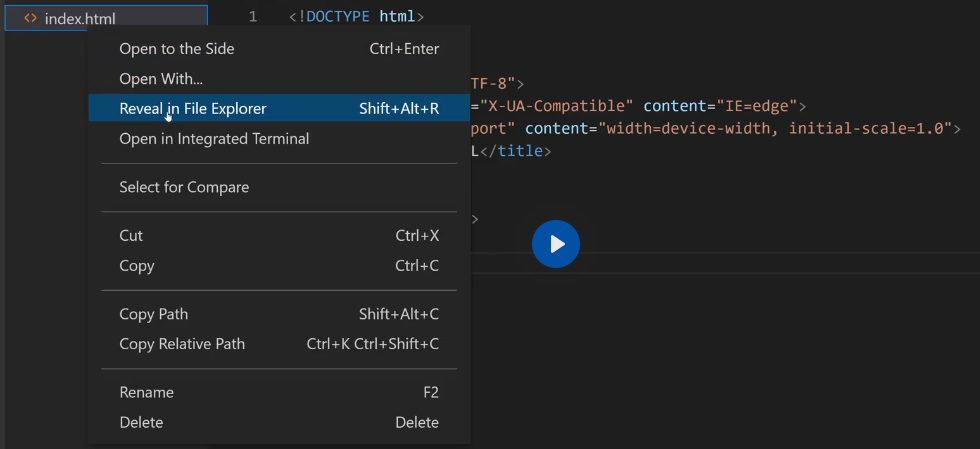 index.html
1 <!DOCTYPE html>
Open to the Side Ctrl+Enter
Open With...
TF-8">
Reveal in File Explorer Shift+Alt+R
="X-UA-Compatible" content="IE=edge">
port" content="width=device-width, initial-scale=1.0">
Open in Integrated Terminal
L</title>
Select for Compare
>
Cut Ctrl+X
Copy Ctrl+C
Copy Path Shift+Alt+C
Copy Relative Path Ctrl+K Ctrl+Shift+C
Rename F2
Delete Delete